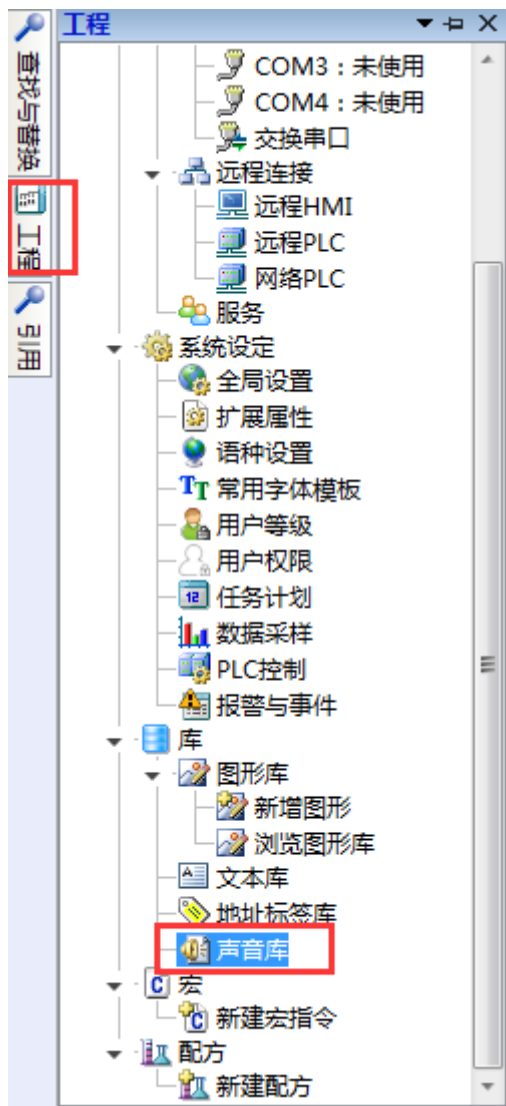 工程
查找与替换
工程
引用
COM3：未使用
COM4：未使用
交换串口
远程连接
远程HMI
远程PLC
网络PLC
服务
系统设定
全局设置
扩展属性
语种设置
TT 常用字体模板
用户等级
用户权限
12 任务计划
数据采样
PLC控制
报警与事件
库
图形库
新增图形
浏览图形库
A 文本库
地址标签库
声音库
C 宏
C 新建宏指令
配方
新建配方